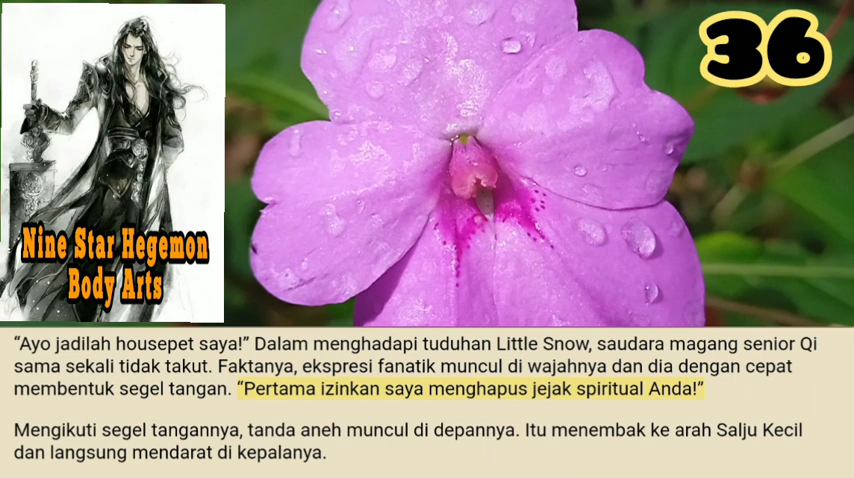 36
Nine Star Hegemon
Body Arts
“Ayo jadilah housepet saya!” Dalam menghadapi tuduhan Little Snow, saudara magang senior Qi
sama sekali tidak takut. Faktanya, ekspresi fanatik muncul di wajahnya dan dia dengan cepat
membentuk segel tangan. “Pertama izinkan saya menghapus jejak spiritual Anda!”
Mengikuti segel tangannya, tanda aneh muncul di depannya. Itu menembak ke arah Salju Kecil
dan langsung mendarat di kepalanya.